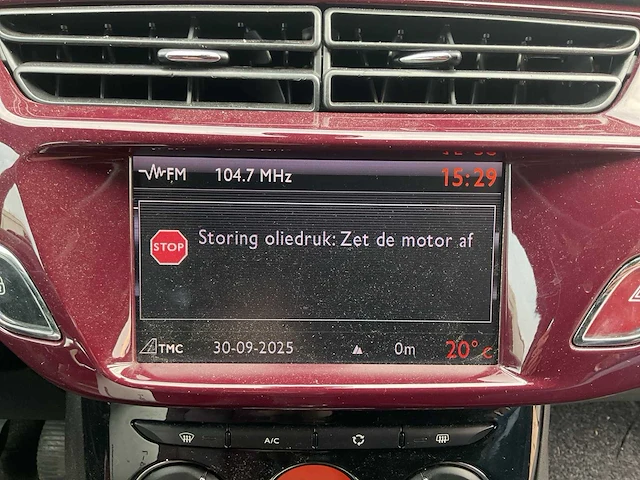 FM 104.7 MHz 15:29
STOP Storing oliedruk: Zet de motor af
TMC 30-09-2025 0m 20°c
A/C